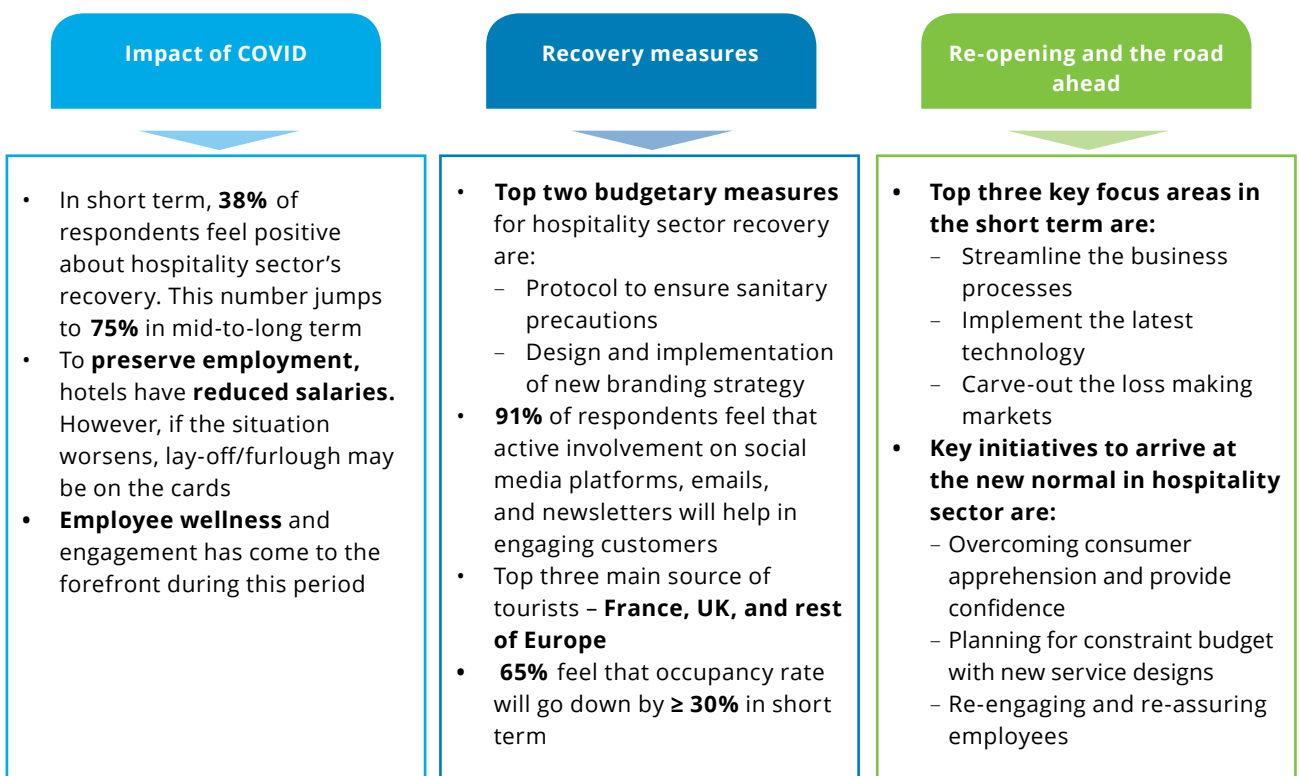 Impact of COVID
• In short term, 38% of
respondents feel positive
about hospitality sector’s
recovery. This number jumps
to 75% in mid-to-long term
• To preserve employment,
hotels have reduced salaries.
However, if the situation
worsens, lay-off/furlough may
be on the cards
• Employee wellness and
engagement has come to the
forefront during this period
Recovery measures
• Top two budgetary measures
for hospitality sector recovery
are:
– Protocol to ensure sanitary
precautions
– Design and implementation
of new branding strategy
• 91% of respondents feel that
active involvement on social
media platforms, emails,
and newsletters will help in
engaging customers
• Top three main source of
tourists – France, UK, and rest
of Europe
• 65% feel that occupancy rate
will go down by ≥ 30% in short
term
Re-opening and the road
ahead
• Top three key focus areas in
the short term are:
– Streamline the business
processes
– Implement the latest
technology
– Carve-out the loss making
markets
• Key initiatives to arrive at
the new normal in hospitality
sector are:
– Overcoming consumer
apprehension and provide
confidence
– Planning for constraint budget
with new service designs
– Re-engaging and re-assuring
employees